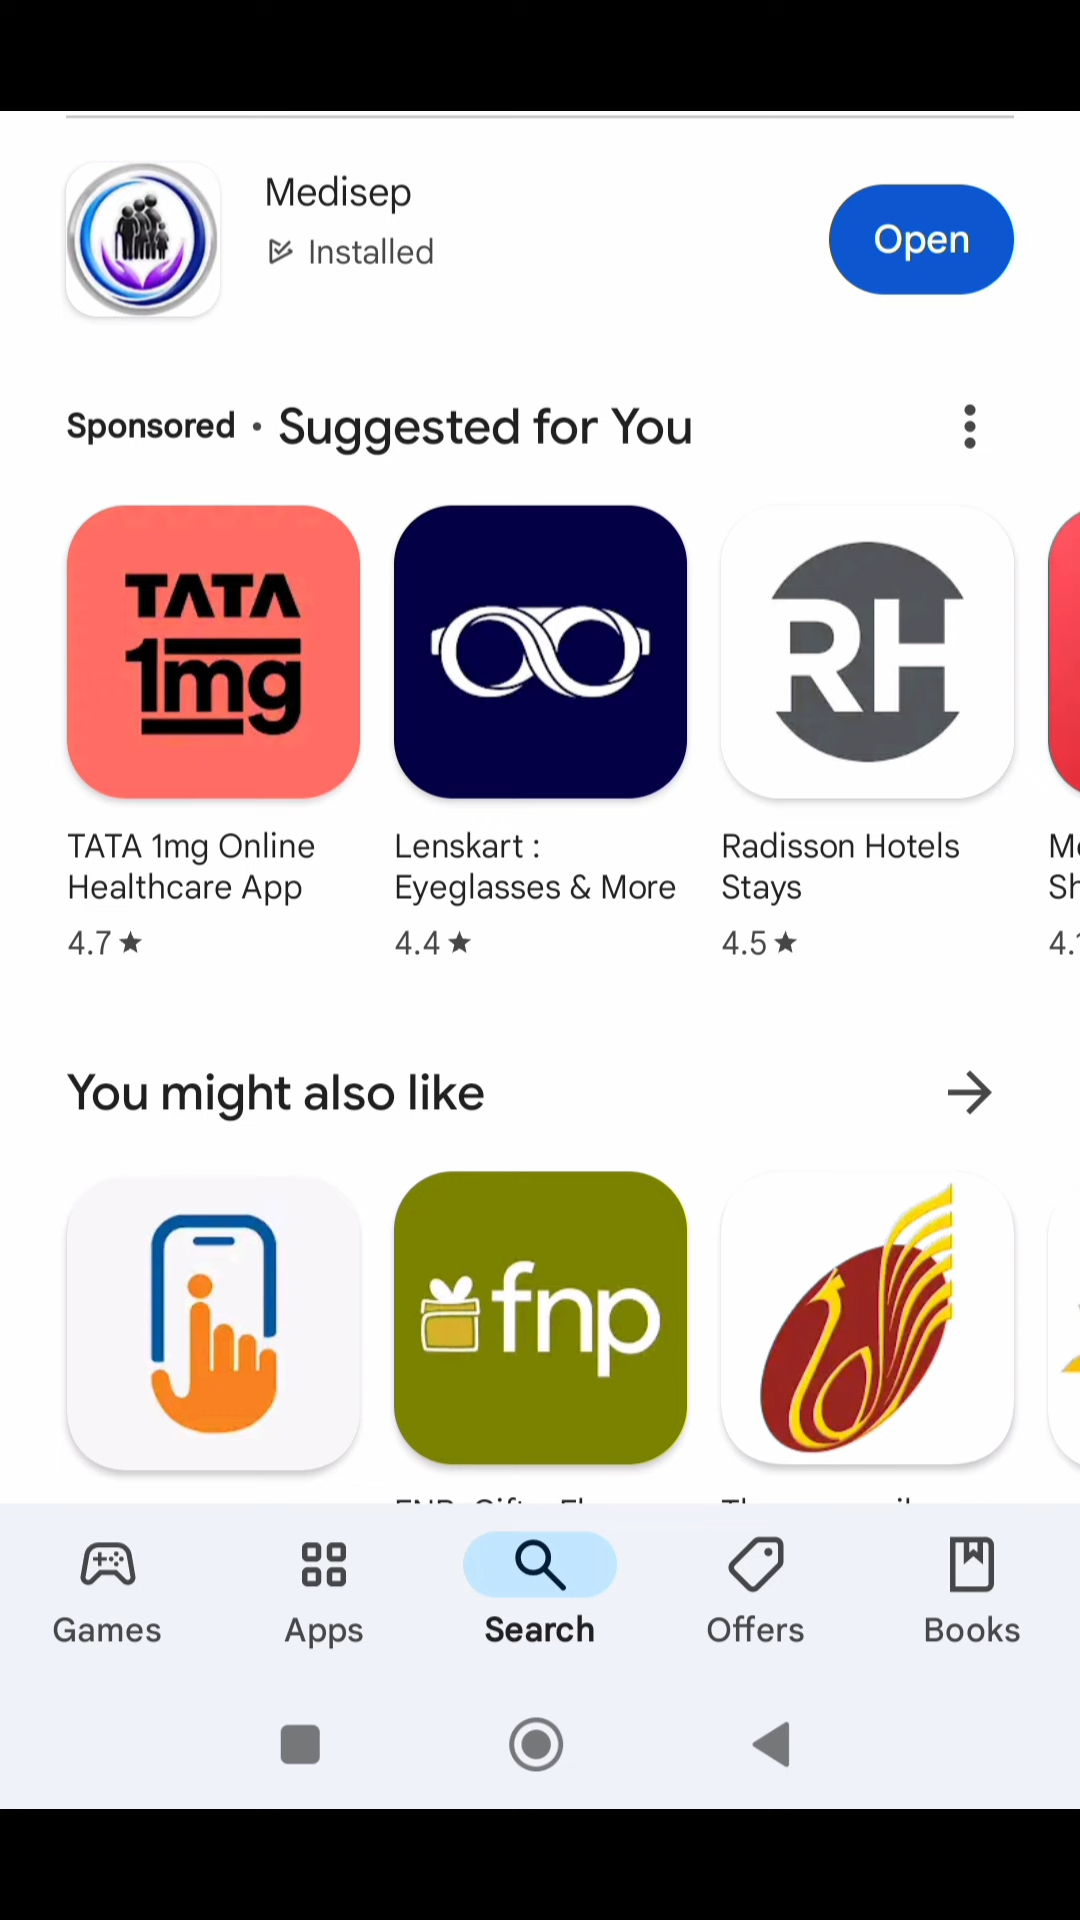 Medisep
Installed
Open
Sponsored · Suggested for You
TATA
1mg
RH
TATA 1mg Online
Healthcare App
4.7 ★
Lenskart :
Eyeglasses & More
4.4 ★
Radisson Hotels
Stays
4.5 ★
You might also like
fnp
Games
Apps
Search
Offers
Books